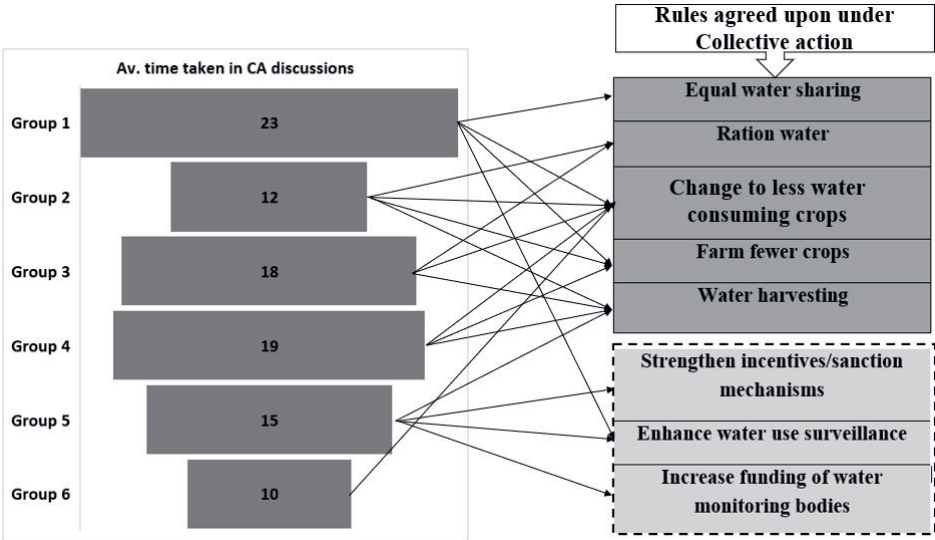 Rules agreed upon under
Collective action
Av. time taken in CA discussions
Group 1
23
Group 2
12
Group 3
18
Group 4
19
Group 5
15
Group 6
10
Equal water sharing
Ration water
Change to less water
consuming crops
Farm fewer crops
Water harvesting
Strengthen incentives/sanction
mechanisms
Enhance water use surveillance
Increase funding of water
monitoring bodies